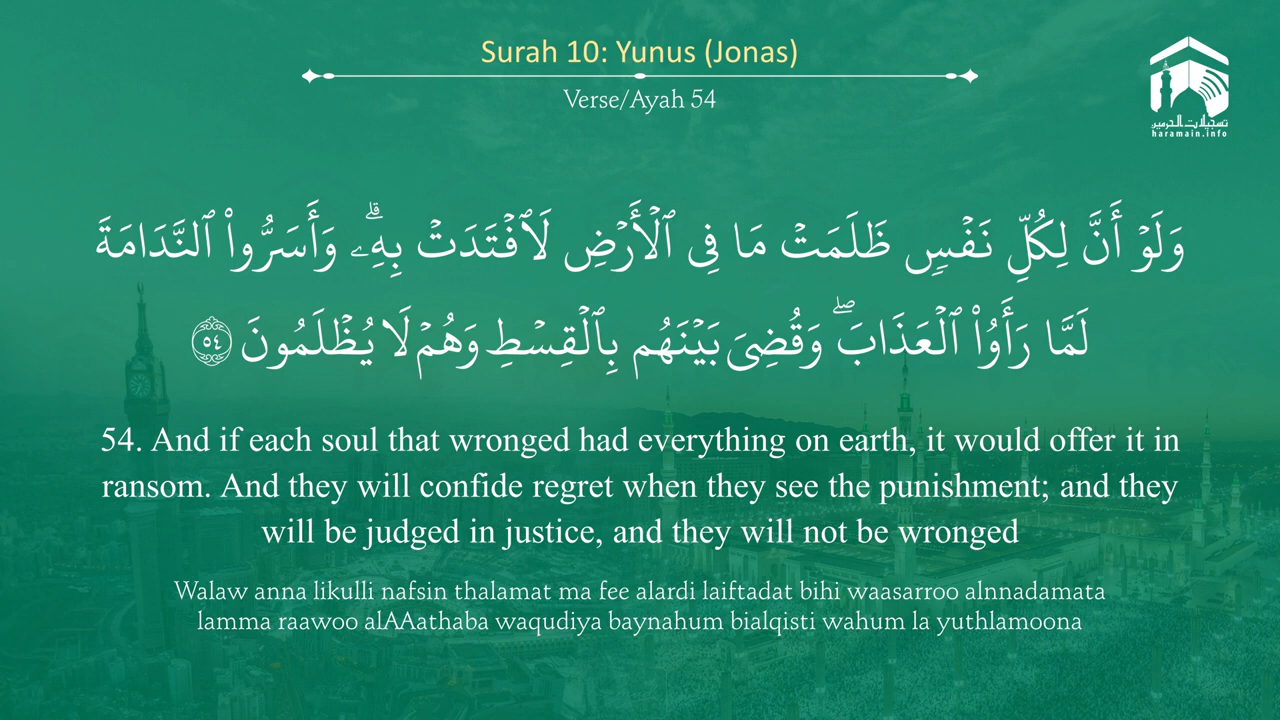 Surah 10: Yunus (Jonas)
Verse/Ayah 54
تسجيلات الحرمين
haramain.info
وَلَوۡ أَنَّ لِكُلِّ نَفۡسٖ ظَلَمَتۡ مَا فِي ٱلۡأَرۡضِ لَٱفۡتَدَتۡ بِهِۦۗ وَأَسَرُّواْ ٱلنَّدَامَةَ
لَمَّا رَأَوُاْ ٱلۡعَذَابَۖ وَقُضِيَ بَيۡنَهُم بِٱلۡقِسۡطِ وَهُمۡ لَا يُظۡلَمُونَ ٥٤
54. And if each soul that wronged had everything on earth, it would offer it in
ransom. And they will confide regret when they see the punishment; and they
will be judged in justice, and they will not be wronged
Walaw anna likulli nafsin thalamat ma fee alardi laiftadat bihi waasarroo alnnadamata
lamma raawoo alAAathaba waqudiya baynahum bialqisti wahum la yuthlamoona